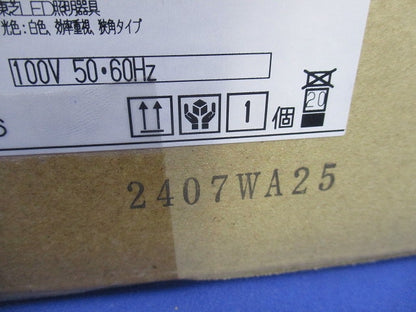 東芝LED照明器具
光色:白色、効率重視、狭角タイプ
100V 50・60Hz
S
1個
20
2407WA25